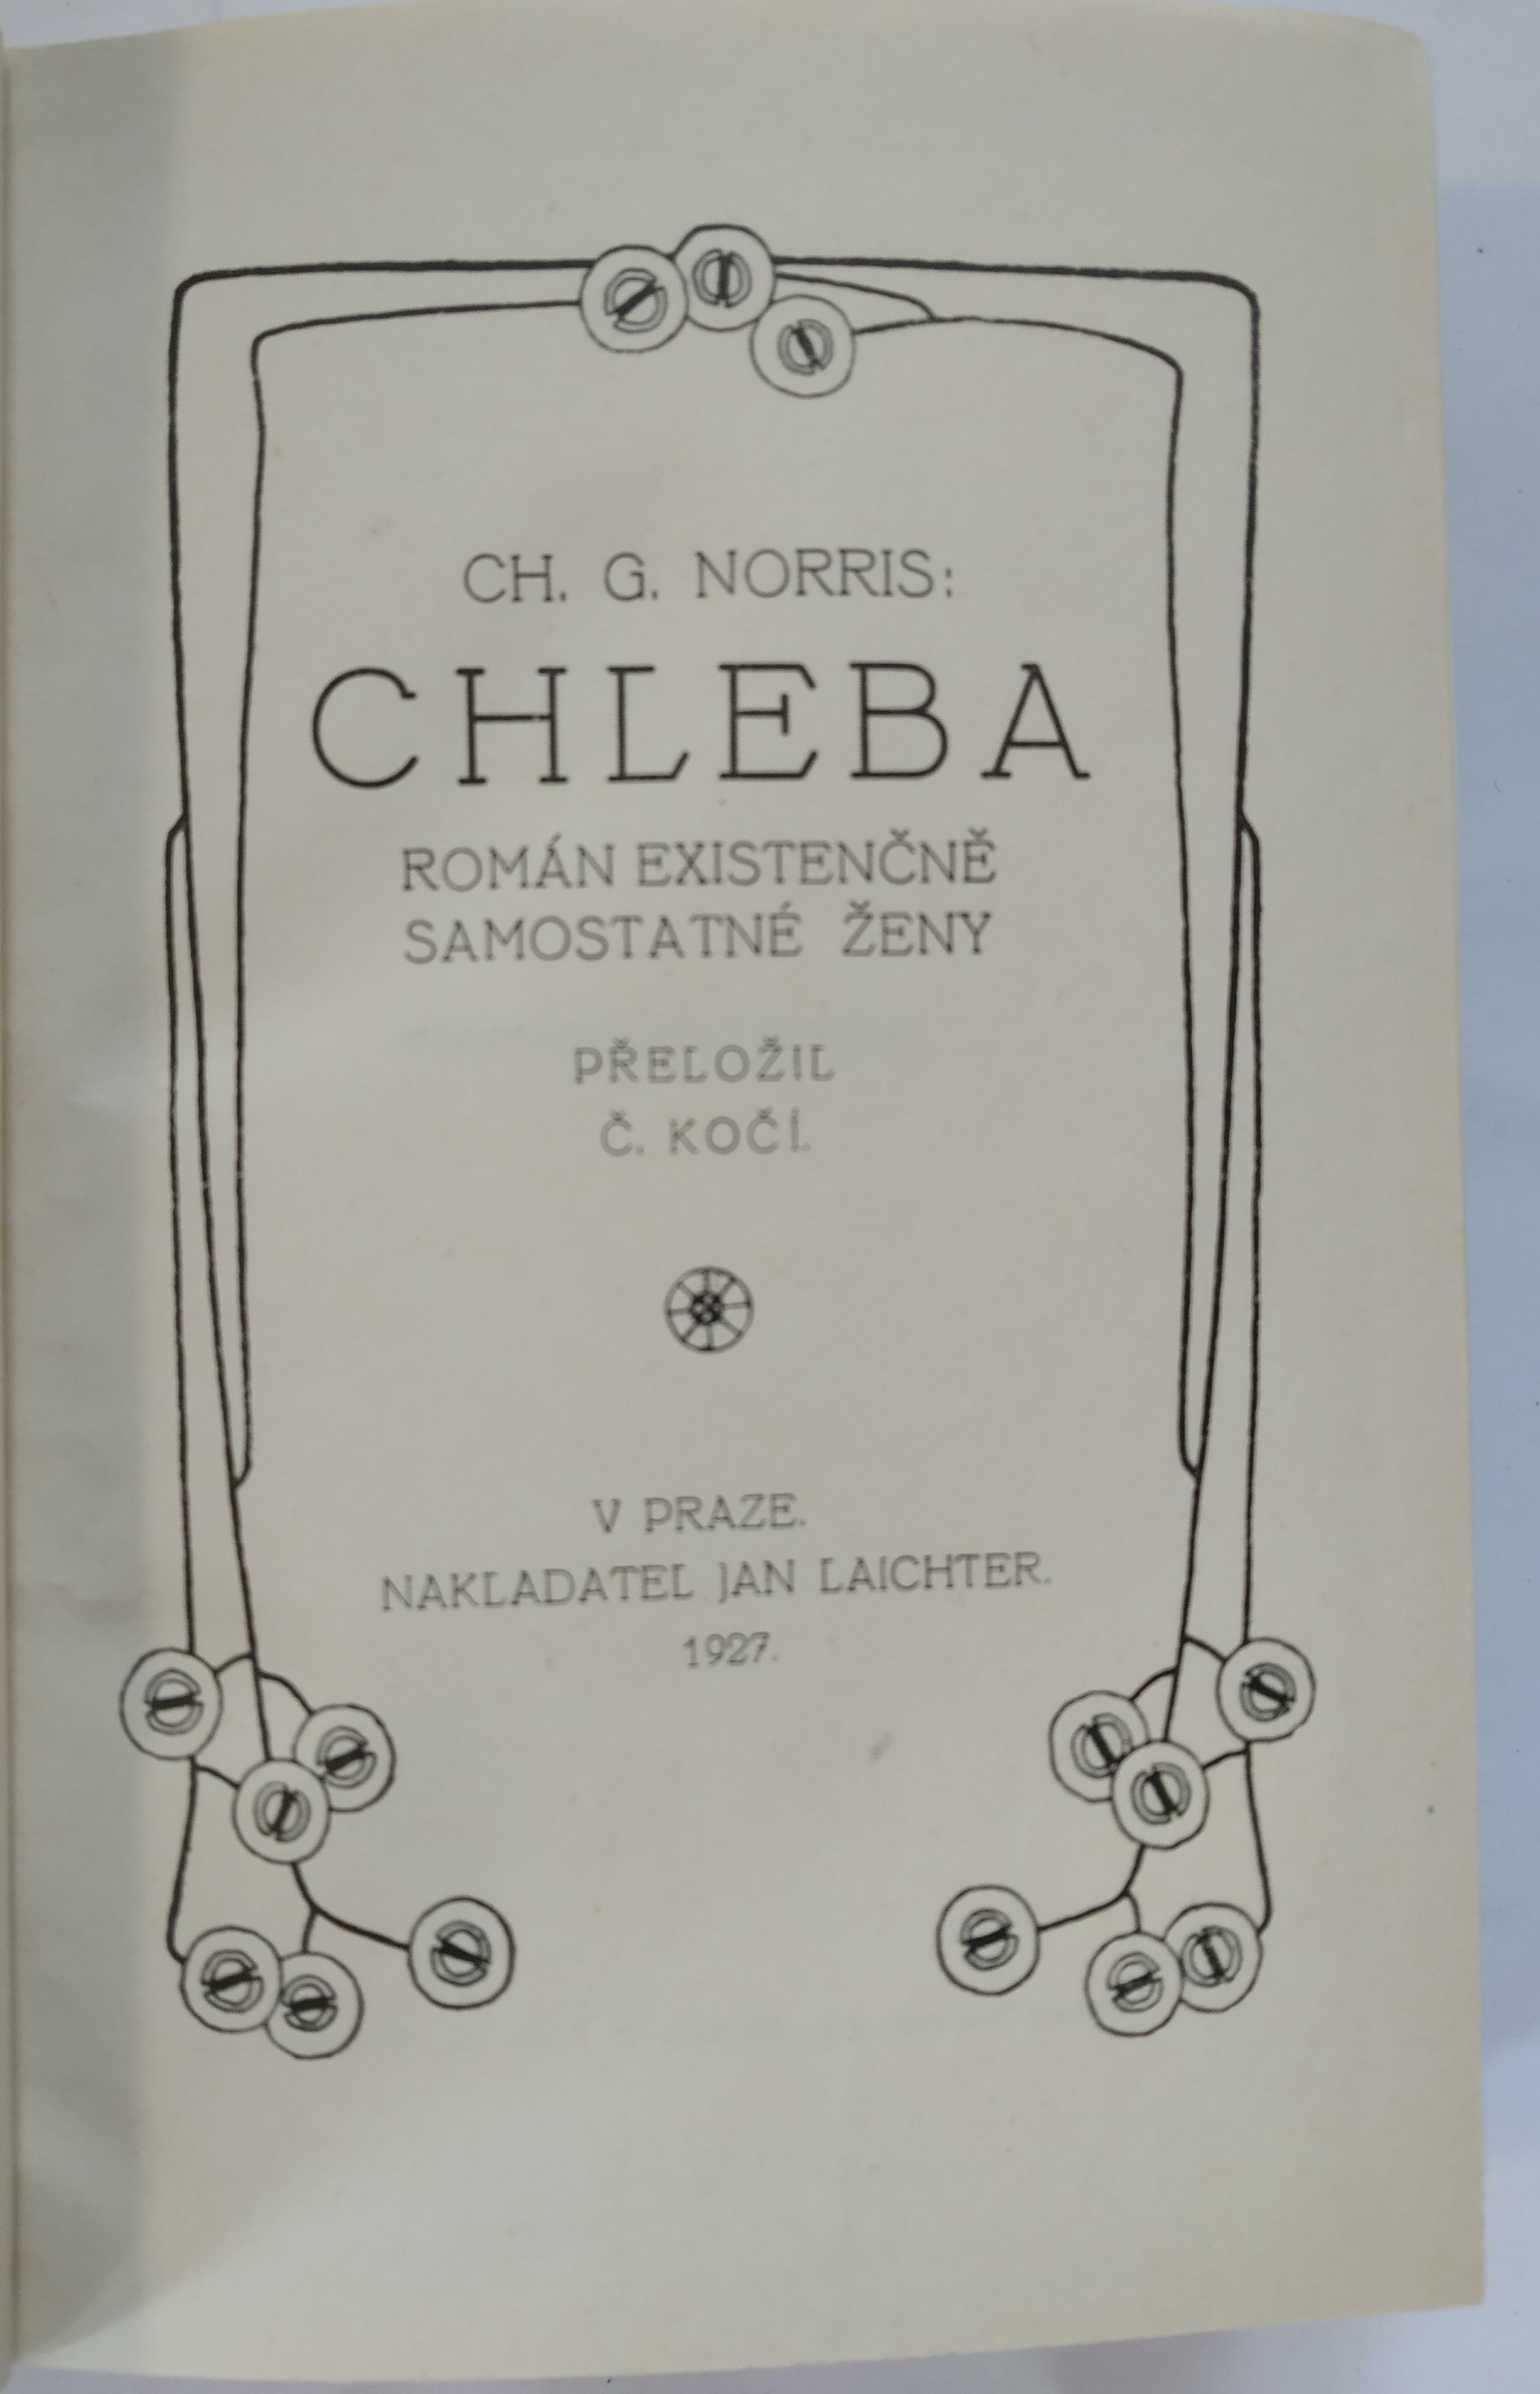 CH. G. NORRIS:
CHLEBA
ROMÁN EXISTENČNĚ
SAMOSTATNÉ ŽENY
PŘELOŽIL
Č. KOČÍ.
V PRAZE.
NAKLADATEL JAN LAICHTER.
1927.